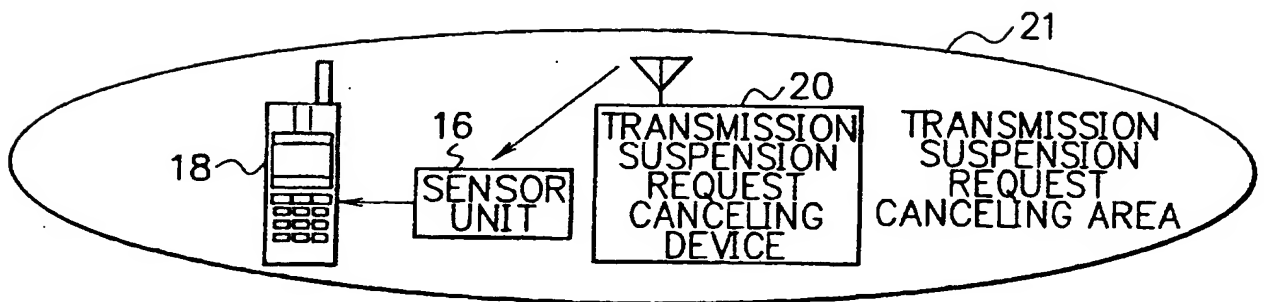 21
20
16
18
SENSOR
UNIT
TRANSMISSION
SUSPENSION
REQUEST
CANCELING
DEVICE
TRANSMISSION
SUSPENSION
REQUEST
CANCELING AREA